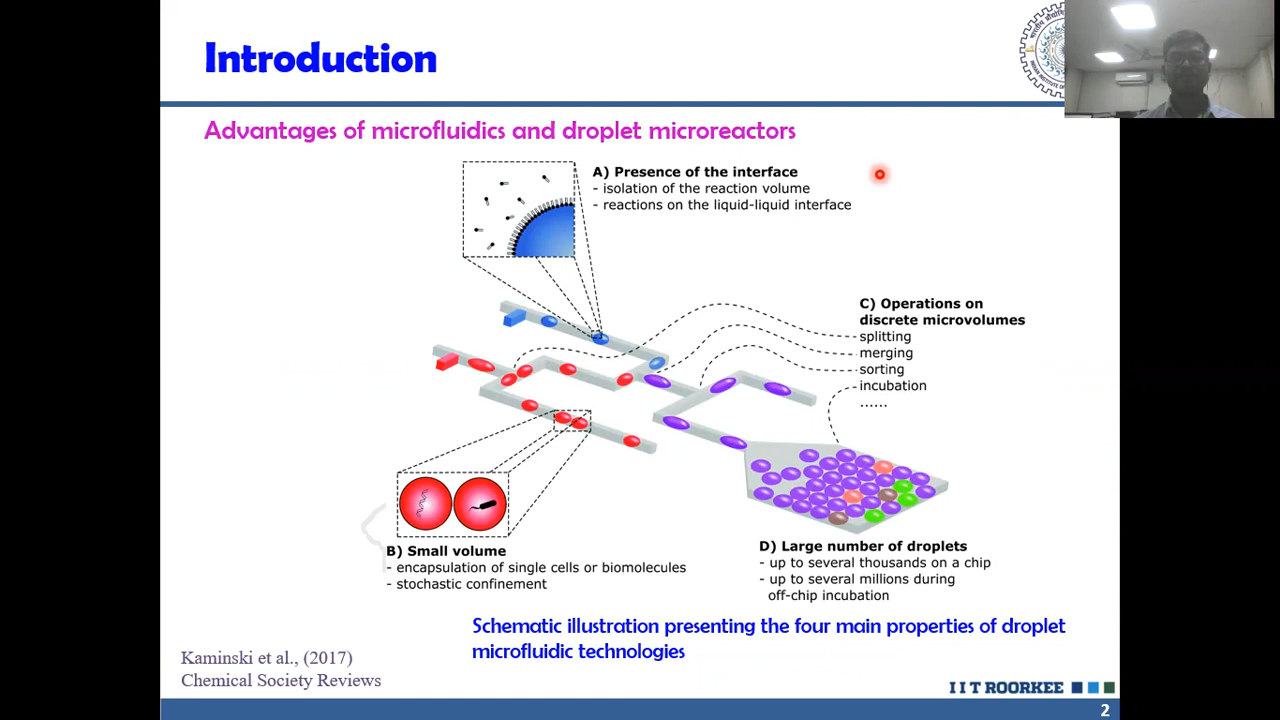 Introduction
Advantages of microfluidics and droplet microreactors
A) Presence of the interface
- isolation of the reaction volume
- reactions on the liquid-liquid interface
C) Operations on
discrete microvolumes
splitting
merging
sorting
incubation
......
B) Small volume
- encapsulation of single cells or biomolecules
- stochastic confinement
D) Large number of droplets
- up to several thousands on a chip
- up to several millions during
off-chip incubation
Schematic illustration presenting the four main properties of droplet
microfluidic technologies
Kaminski et al., (2017)
Chemical Society Reviews
I I T ROORKEE
2